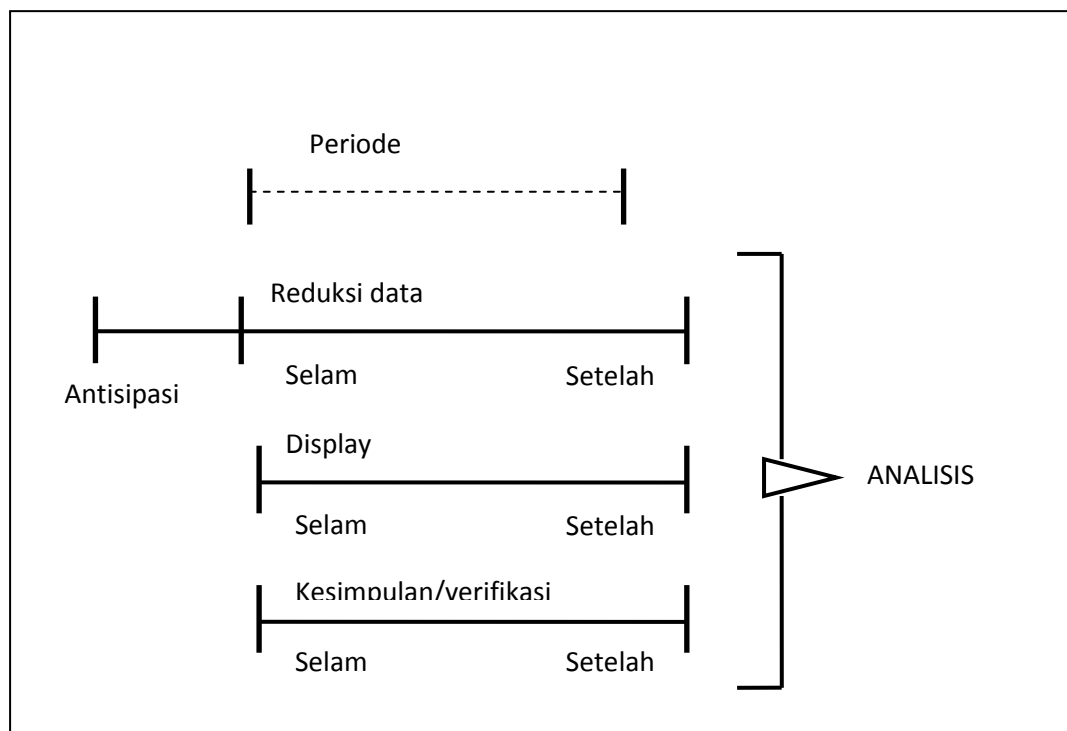 Periode
Reduksi data
Selam
Setelah
Antisipasi
Display
Selam
Setelah
ANALISIS
Kesimpulan/verifikasi
Selam
Setelah